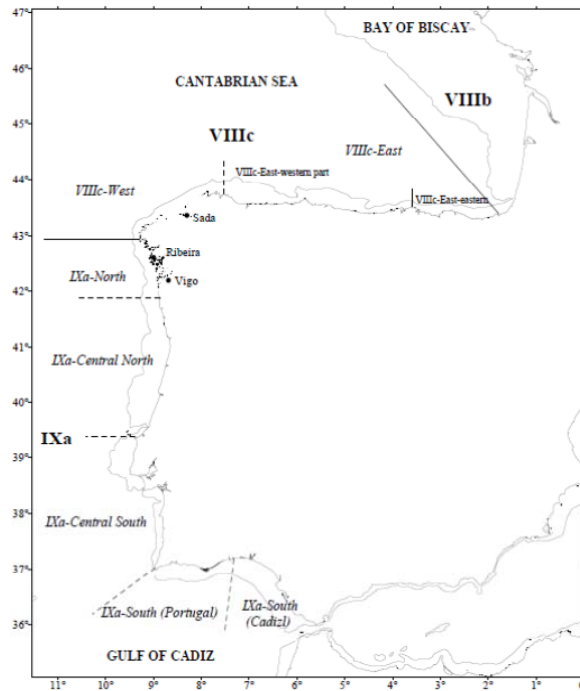 47°
46°
45°
44°
43°
42°
41°
40°
39°
38°
37°
36°
BAY OF BISCAY
CANTABRIAN SEA
VIIIb
VIIIc
VIIIc-East
VIIIc-East-western part
VIIIc-West
VIIIc-East-eastern
Sada
Ribeira
IXa-North
Vigo
IXa-Central North
IXa
IXa-Central South
IXa-South (Portugal)
IXa-South
(Cadizl)
GULF OF CADIZ
11° 10° 9° 8° 7° 6° 5° 4° 3° 2° 1° 0